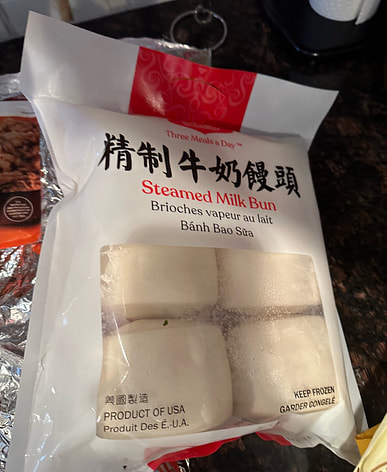 Three Meals a Day™
精制牛奶饅頭
Steamed Milk Bun
Brioches vapeur au lait
Bánh Bao Sữa
美國製造
PRODUCT OF USA
Produit Des É.-U.A.
KEEP FROZEN
GARDER CONGELÉ